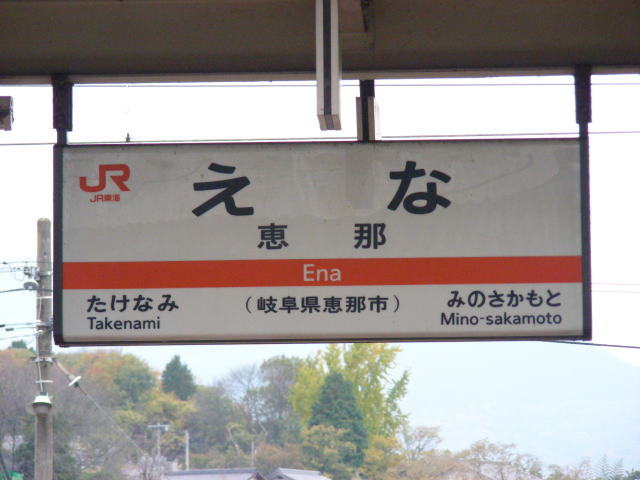 JR
JR東海
えな
恵那
Ena
たけなみ
Takenami
（岐阜県恵那市）
みのさかもと
Mino-sakamoto